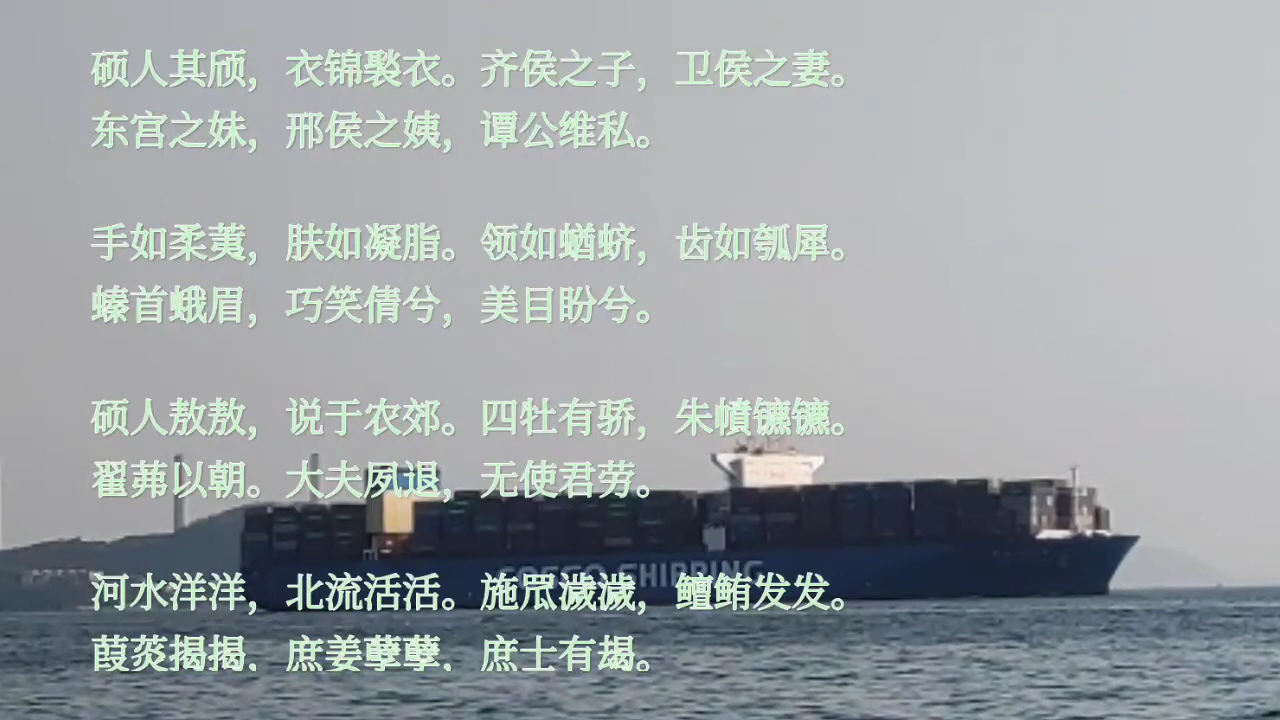 硕人其颀，衣锦褧衣。齐侯之子，卫侯之妻。
东宫之妹，邢侯之姨，谭公维私。
手如柔荑，肤如凝脂。领如蝤蛴，齿如瓠犀。
螓首蛾眉，巧笑倩兮，美目盼兮。
硕人敖敖，说于农郊。四牡有骄，朱幩镳镳。
翟茀以朝。大夫夙退，无使君劳。
COSCO SHIPPING
河水洋洋，北流活活。施罛濊濊，鳣鲔发发。
葭菼揭揭，庶姜孽孽，庶士有朅。